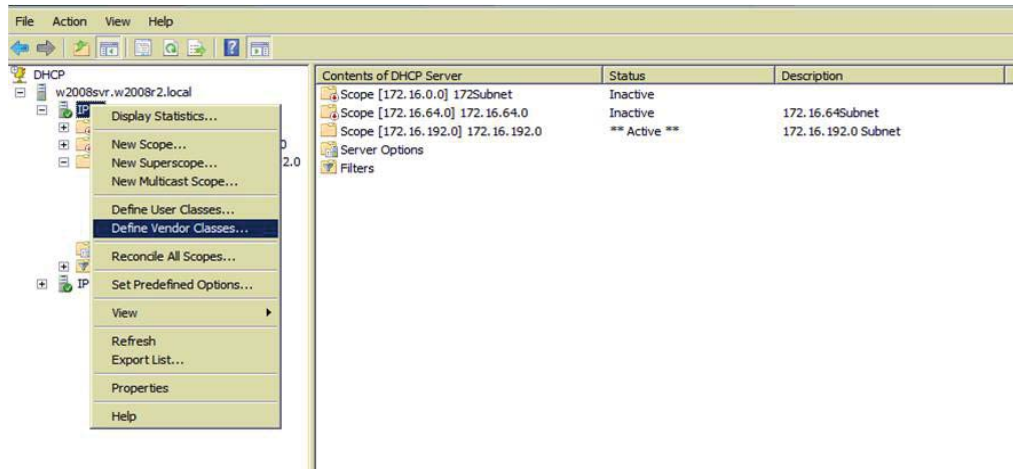 File Action View Help
DHCP
w2008svr.w2008r2.local
IP
Display Statistics...
New Scope...
New Superscope...
2.0
New Multicast Scope...
Define User Classes...
Define Vendor Classes...
Reconcile All Scopes...
IP
Set Predefined Options...
View
Refresh
Export List...
Properties
Help
Contents of DHCP Server Status Description
Scope [172.16.0.0] 172Subnet Inactive
Scope [172.16.64.0] 172.16.64.0 Inactive 172.16.64Subnet
Scope [172.16.192.0] 172.16.192.0 ** Active ** 172.16.192.0 Subnet
Server Options
Filters